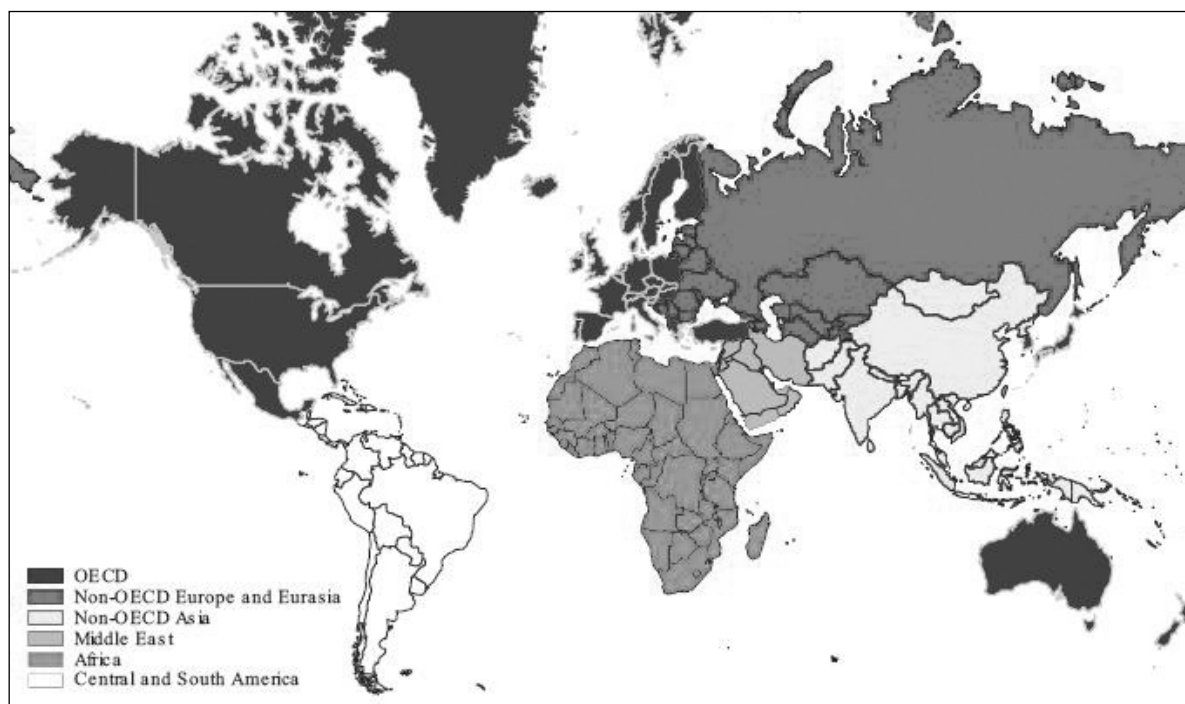 OECD
Non-OECD Europe and Eurasia
Non-OECD Asia
Middle East
Africa
Central and South America